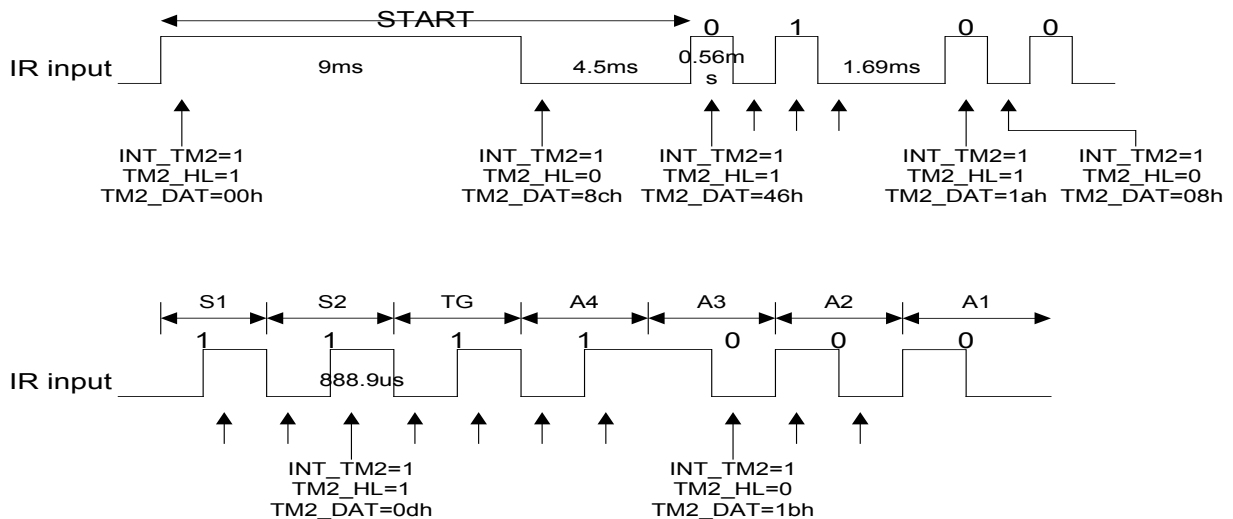 START
0 1 0 0
IR input 9ms 4.5ms 0.56m 1.69ms
s
INT_TM2=1 INT_TM2=1 INT_TM2=1 INT_TM2=1 INT_TM2=1
TM2_HL=1 TM2_HL=0 TM2_HL=1 TM2_HL=1 TM2_HL=0
TM2_DAT=00h TM2_DAT=8ch TM2_DAT=46h TM2_DAT=1ah TM2_DAT=08h
S1 S2 TG A4 A3 A2 A1
1 1 1 1 0 0 0
IR input 888.9us
INT_TM2=1 INT_TM2=1
TM2_HL=1 TM2_HL=0
TM2_DAT=0dh TM2_DAT=1bh